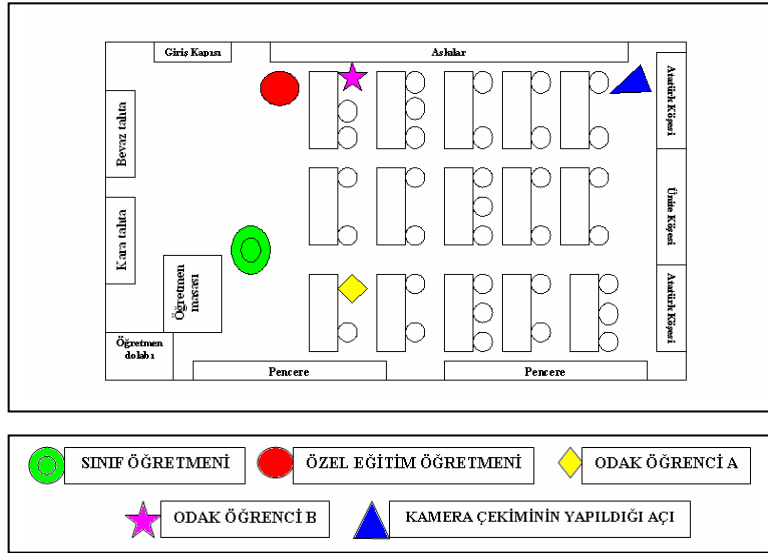 Giriş Kapısı
Askılar
Beyaz tahta
Kara tahta
Öğretmen
masası
Öğretmen
dolabı
Pencere
Pencere
Atatürk Köşesi
Ünite Köşesi
Atatürk Köşesi
SINIF ÖĞRETMENİ
ÖZEL EĞİTİM ÖĞRETMENİ
ODAK ÖĞRENCİ A
ODAK ÖĞRENCİ B
KAMERA ÇEKİMİNİN YAPILDIĞI AÇI